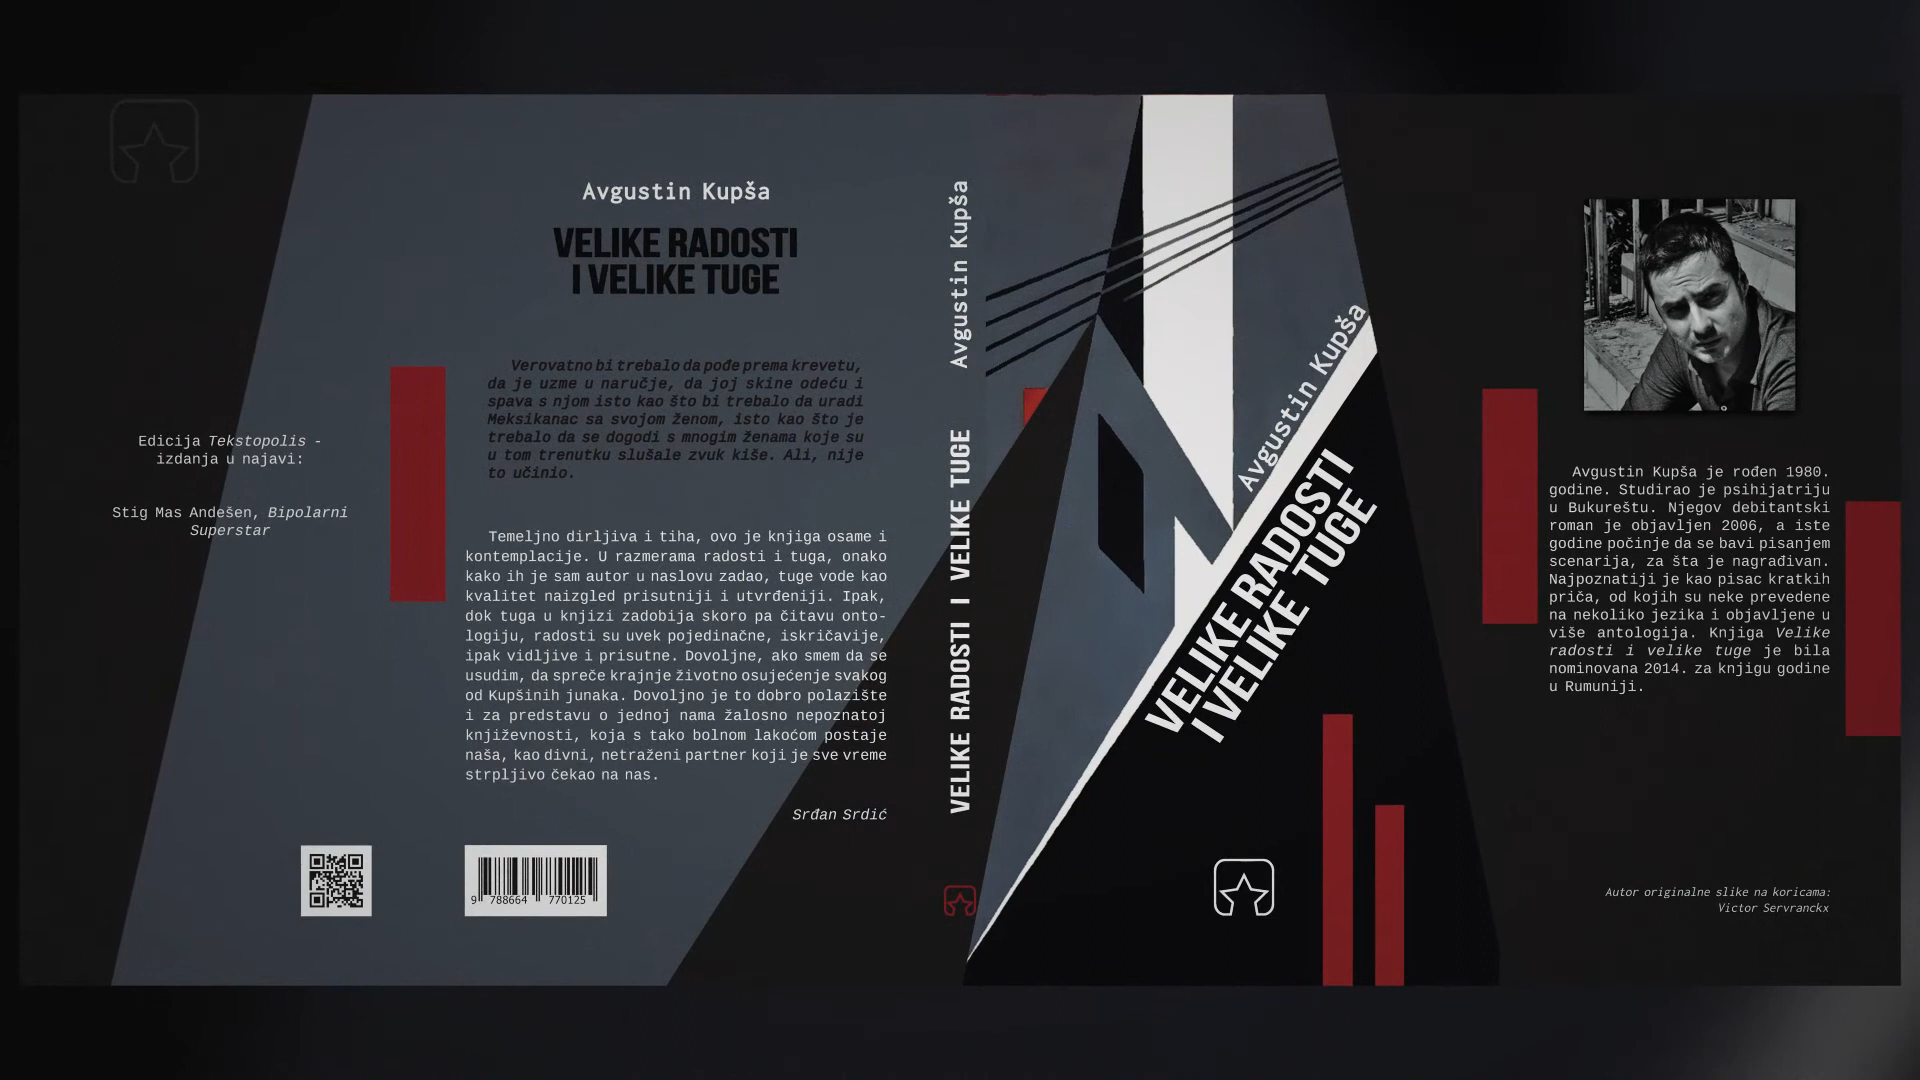 Edicija Tekstopolis -
izdanja u najavi:
Stig Mas Andešen, Bipolarni
Superstar
Avgustin Kupša
VELIKE RADOSTI
I VELIKE TUGE
Verovatno bi trebalo da pođe prema krevetu,
da je uzme u naručje, da joj skine odeću i
spava s njom isto kao što bi trebalo da uradi
Meksikanac sa svojom ženom, isto kao što je
trebalo da se dogodi s mnogim ženama koje su
u tom trenutku slušale zvuk kiše. Ali, nije
to učinio.
Temeljno dirljiva i tiha, ovo je knjiga osame i
kontemplacije. U razmerama radosti i tuga, onako
kako ih je sam autor u naslovu zadao, tuge vode kao
kvalitet naizgled prisutniji i utvrđeniji. Ipak,
dok tuga u knjizi zadobija skoro pa čitavu onto-
logiju, radosti su uvek pojedinačne, iskričavije,
ipak vidljive i prisutne. Dovoljne, ako smem da se
usudim, da spreče krajnje životno osujećenje svakog
od Kupšinih junaka. Dovoljno je to dobro polazište
i za predstavu o jednoj nama žalosno nepoznatoj
književnosti, koja s tako bolnom lakoćom postaje
naša, kao divni, netraženi partner koji je sve vreme
strpljivo čekao na nas.
Srđan Srdić
9 788664 770125
Avgustin Kupša
VELIKE RADOSTI I VELIKE TUGE
Avgustin Kupša
VELIKE RADOSTI
I VELIKE TUGE
Avgustin Kupša je rođen 1980.
godine. Studirao je psihijatriju
u Bukureštu. Njegov debitantski
roman je objavljen 2006, a iste
godine počinje da se bavi pisanjem
scenarija, za šta je nagrađivan.
Najpoznatiji je kao pisac kratkih
priča, od kojih su neke prevedene
na nekoliko jezika i objavljene u
više antologija. Knjiga Velike
radosti i velike tuge je bila
nominovana 2014. za knjigu godine
u Rumuniji.
Autor originalne slike na koricama:
Victor Servranckx